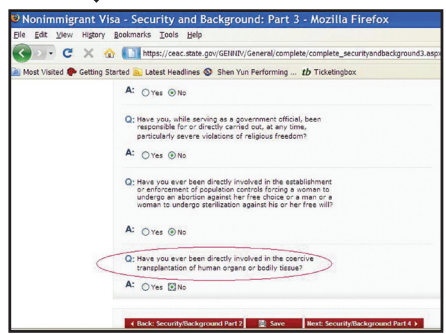 Nonimmigrant Visa - Security and Background: Part 3 - Mozilla Firefox
File Edit View History Bookmarks Tools Help
https://ceac.state.gov/GENNIV/General/complete/complete_securityandbackground3.asp
Most Visited Getting Started Latest Headlines Shen Yun Performing ... tb Ticketingbox
A: Yes No
Q: Have you, while serving as a government official, been
responsible for or directly carried out, at any time,
particularly severe violations of religious freedom?
A: Yes No
Q: Have you ever been directly involved in the establishment
or enforcement of population controls forcing a woman to
undergo an abortion against her free choice or a man or a
woman to undergo sterilization against his or her free will?
A: Yes No
Q: Have you ever been directly involved in the coercive
transplantation of human organs or bodily tissue?
A: Yes No
Back: Security/Background Part 2 Save Next: Security/Background Part 4